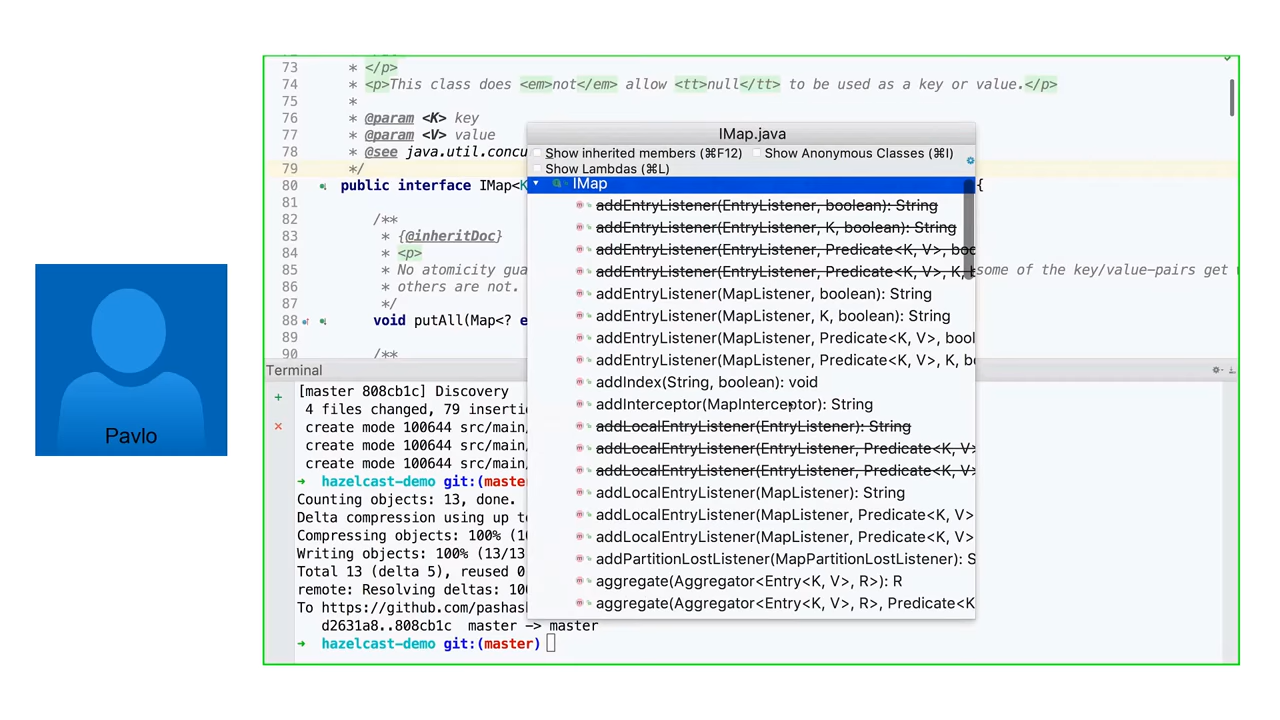 73 * </p>
74 * <p>This class does <em>not</em> allow <tt>null</tt> to be used as a key or value.</p>
75 *
76 * @param <K> key
77 * @param <V> value
78 * @see java.util.concu
79 */
80 public interface IMap<K {
81
82 /**
83 * {@inheritDoc}
84 * <p>
85 * No atomicity gua some of the key/value-pairs get
86 * others are not.
87 */
88 void putAll(Map<? e
89
90 /**
IMap.java
Show inherited members (⌘F12) Show Anonymous Classes (⌘I)
Show Lambdas (⌘L)
IMap
addEntryListener(EntryListener, boolean): String
addEntryListener(EntryListener, K, boolean): String
addEntryListener(EntryListener, Predicate<K, V>, boo
addEntryListener(EntryListener, Predicate<K, V>, K, b
addEntryListener(MapListener, boolean): String
addEntryListener(MapListener, K, boolean): String
addEntryListener(MapListener, Predicate<K, V>, bool
addEntryListener(MapListener, Predicate<K, V>, K, bo
addIndex(String, boolean): void
addInterceptor(MapInterceptor): String
addLocalEntryListener(EntryListener): String
addLocalEntryListener(EntryListener, Predicate<K, V>
addLocalEntryListener(EntryListener, Predicate<K, V>
addLocalEntryListener(MapListener): String
addLocalEntryListener(MapListener, Predicate<K, V>
addLocalEntryListener(MapListener, Predicate<K, V>
addPartitionLostListener(MapPartitionLostListener): S
aggregate(Aggregator<Entry<K, V>, R>): R
aggregate(Aggregator<Entry<K, V>, R>, Predicate<K
Terminal
[master 808cb1c] Discovery
4 files changed, 79 inserti
create mode 100644 src/main/
create mode 100644 src/main/
create mode 100644 src/main/
➜ hazelcast-demo git:(maste
Counting objects: 13, done.
Delta compression using up t
Compressing objects: 100% (1
Writing objects: 100% (13/13
Total 13 (delta 5), reused 0
remote: Resolving deltas: 100
To https://github.com/pashas
d2631a8..808cb1c master -> master
➜ hazelcast-demo git:(master)
Pavlo